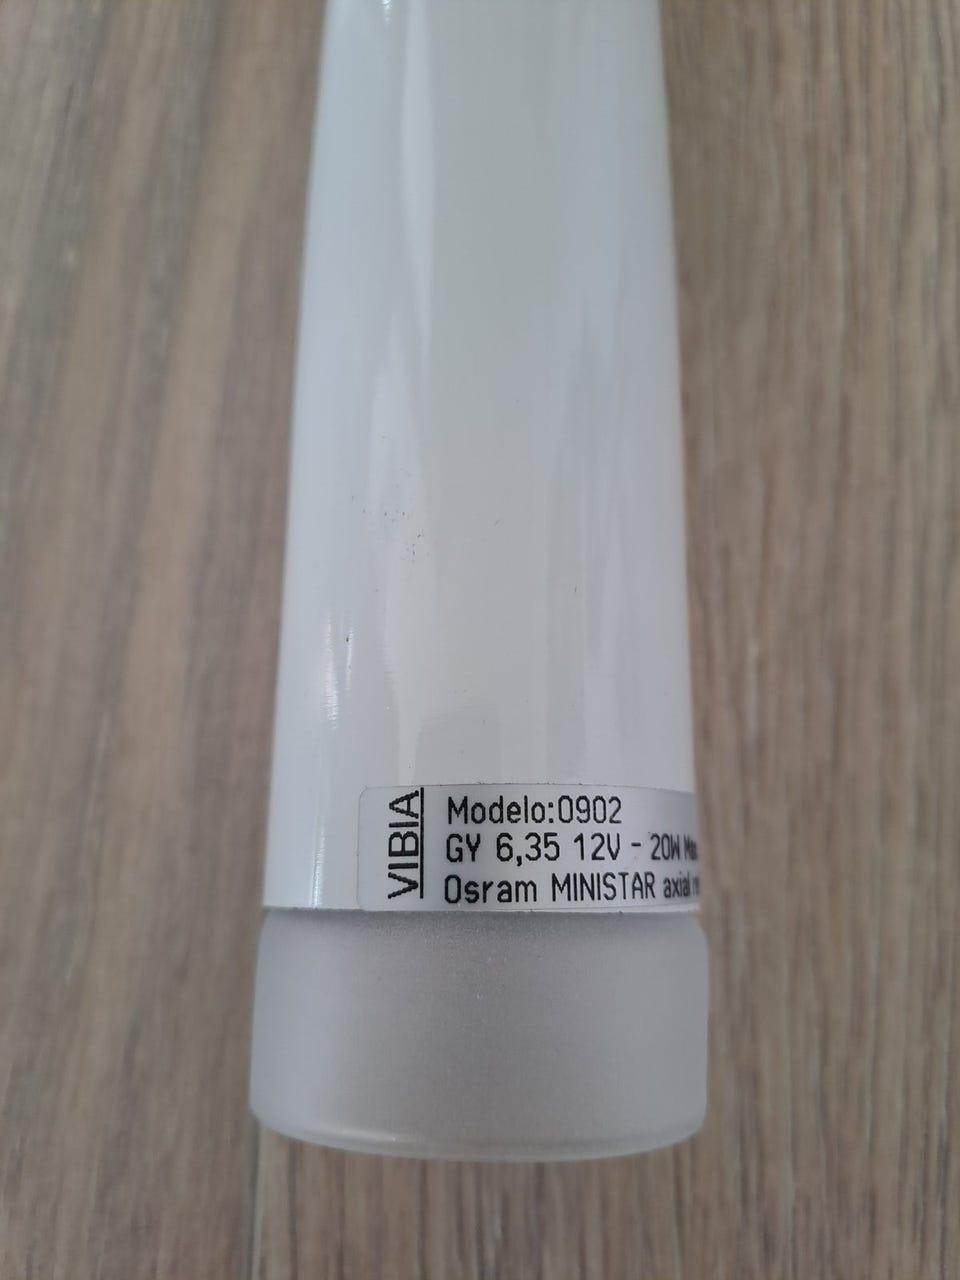 VIBIA
Modelo:0902
GY 6,35 12V - 20W
Osram MINISTAR axial